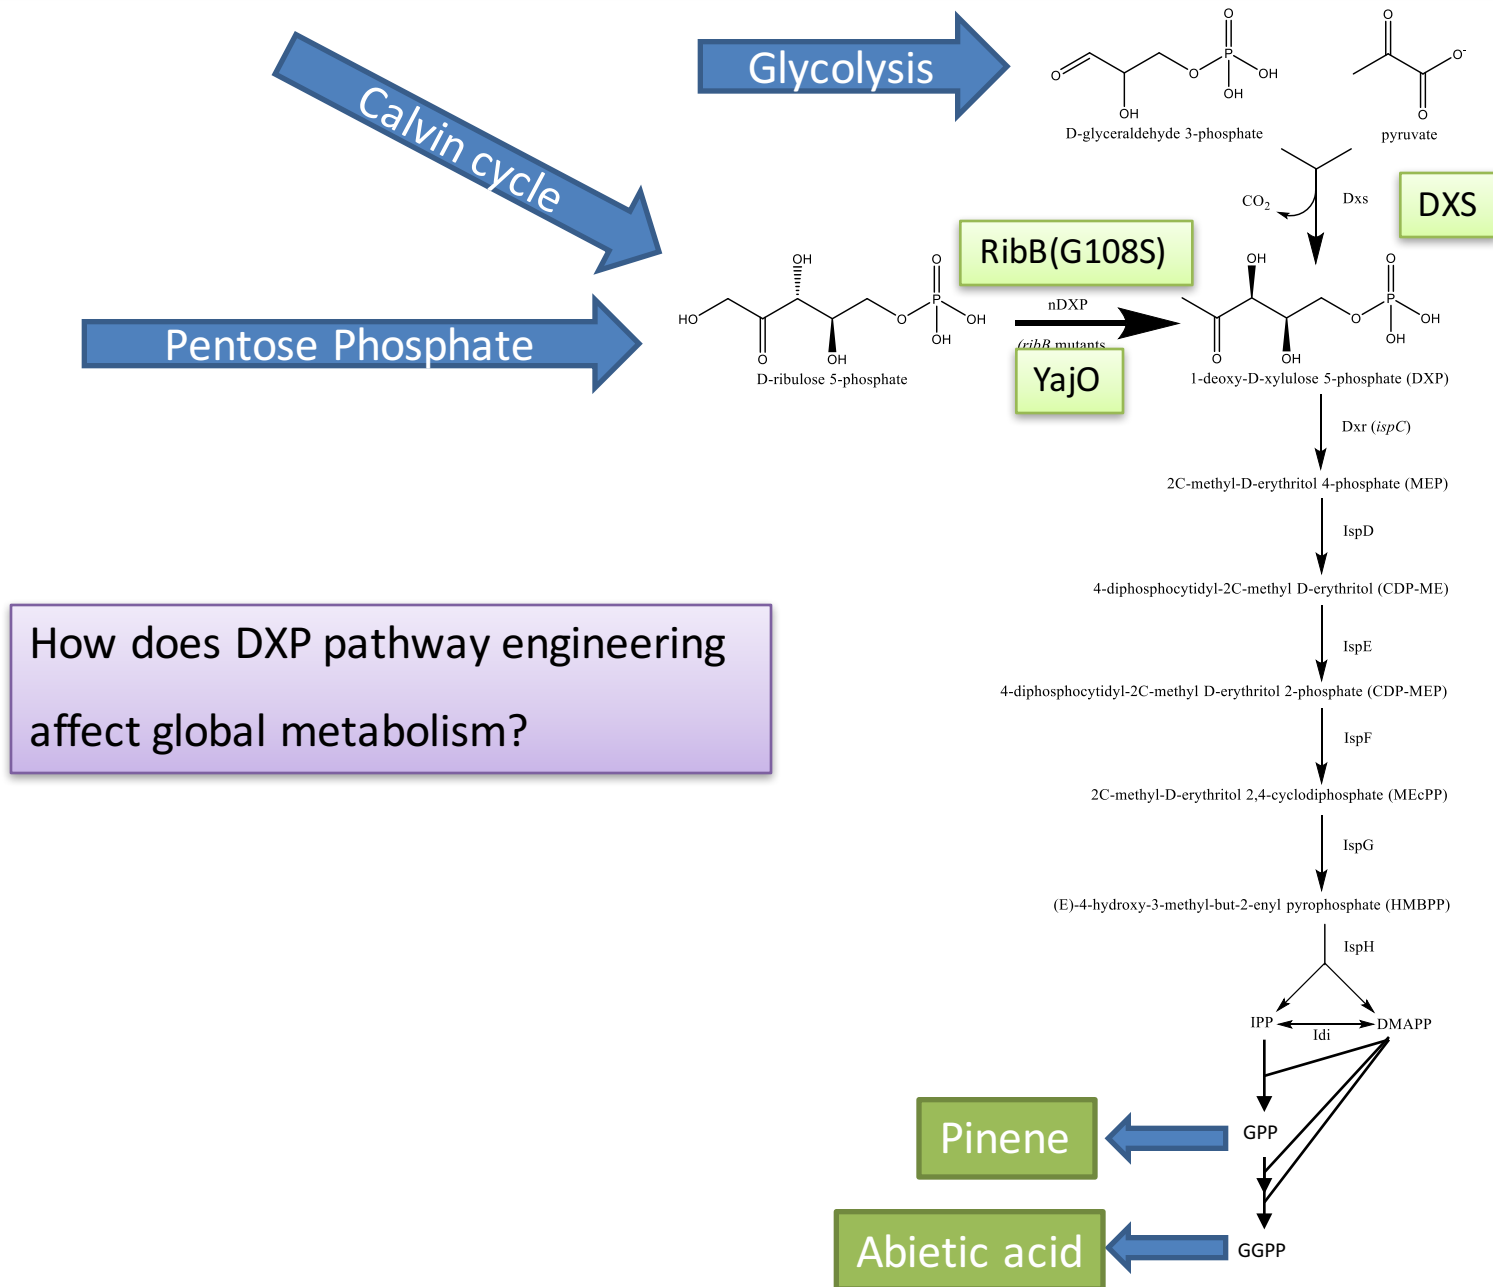 Glycolysis
Calvin cycle
Pentose Phosphate
O
O
P
OH
OH
OH
D-glyceraldehyde 3-phosphate
O
O
O-
O
pyruvate
CO2
Dxs
DXS
HO
O
OH
OH
O
O
P
OH
OH
D-ribulose 5-phosphate
RibB(G108S)
nDXP
(ribB mutants
YajO
OH
O
OH
O
O
P
OH
OH
1-deoxy-D-xylulose 5-phosphate (DXP)
Dxr (ispC)
2C-methyl-D-erythritol 4-phosphate (MEP)
IspD
4-diphosphocytidyl-2C-methyl D-erythritol (CDP-ME)
IspE
How does DXP pathway engineering
affect global metabolism?
4-diphosphocytidyl-2C-methyl D-erythritol 2-phosphate (CDP-MEP)
IspF
2C-methyl-D-erythritol 2,4-cyclodiphosphate (MEcPP)
IspG
(E)-4-hydroxy-3-methyl-but-2-enyl pyrophosphate (HMBPP)
IspH
IPP
Idi
DMAPP
Pinene
GPP
Abietic acid
GGPP